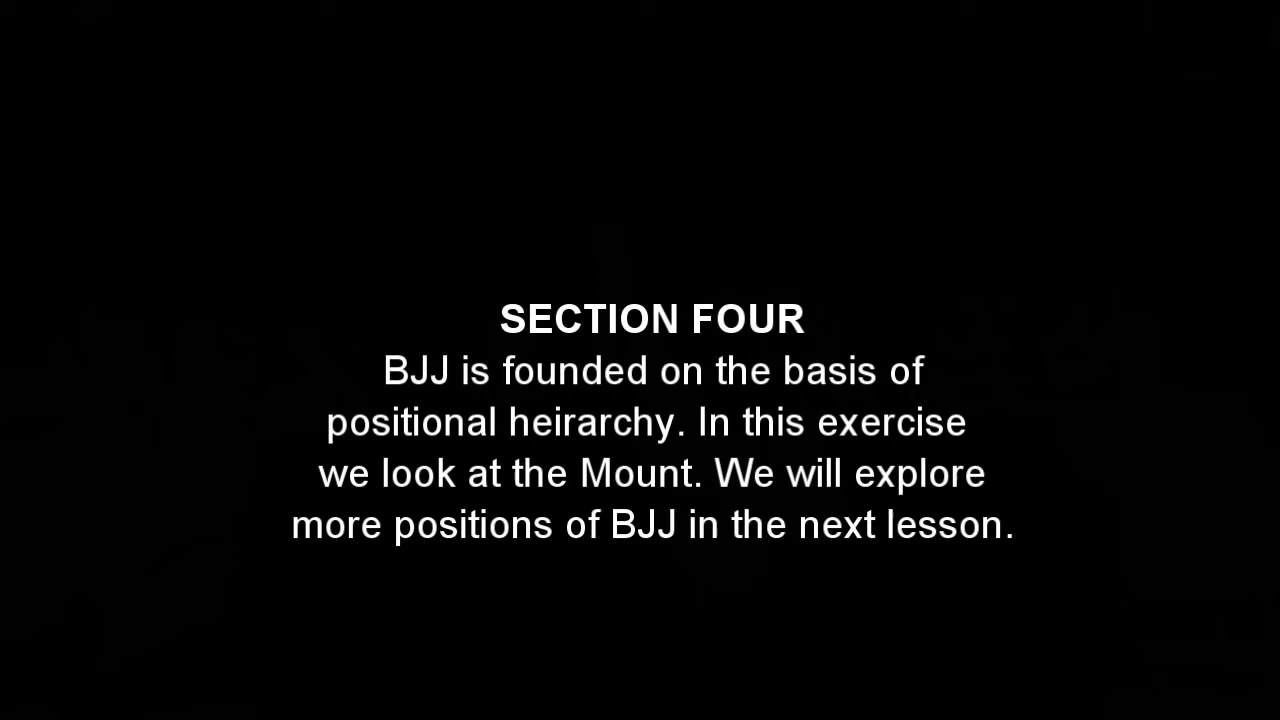 SECTION FOUR
BJJ is founded on the basis of
positional heirarchy. In this exercise
we look at the Mount. We will explore
more positions of BJJ in the next lesson.